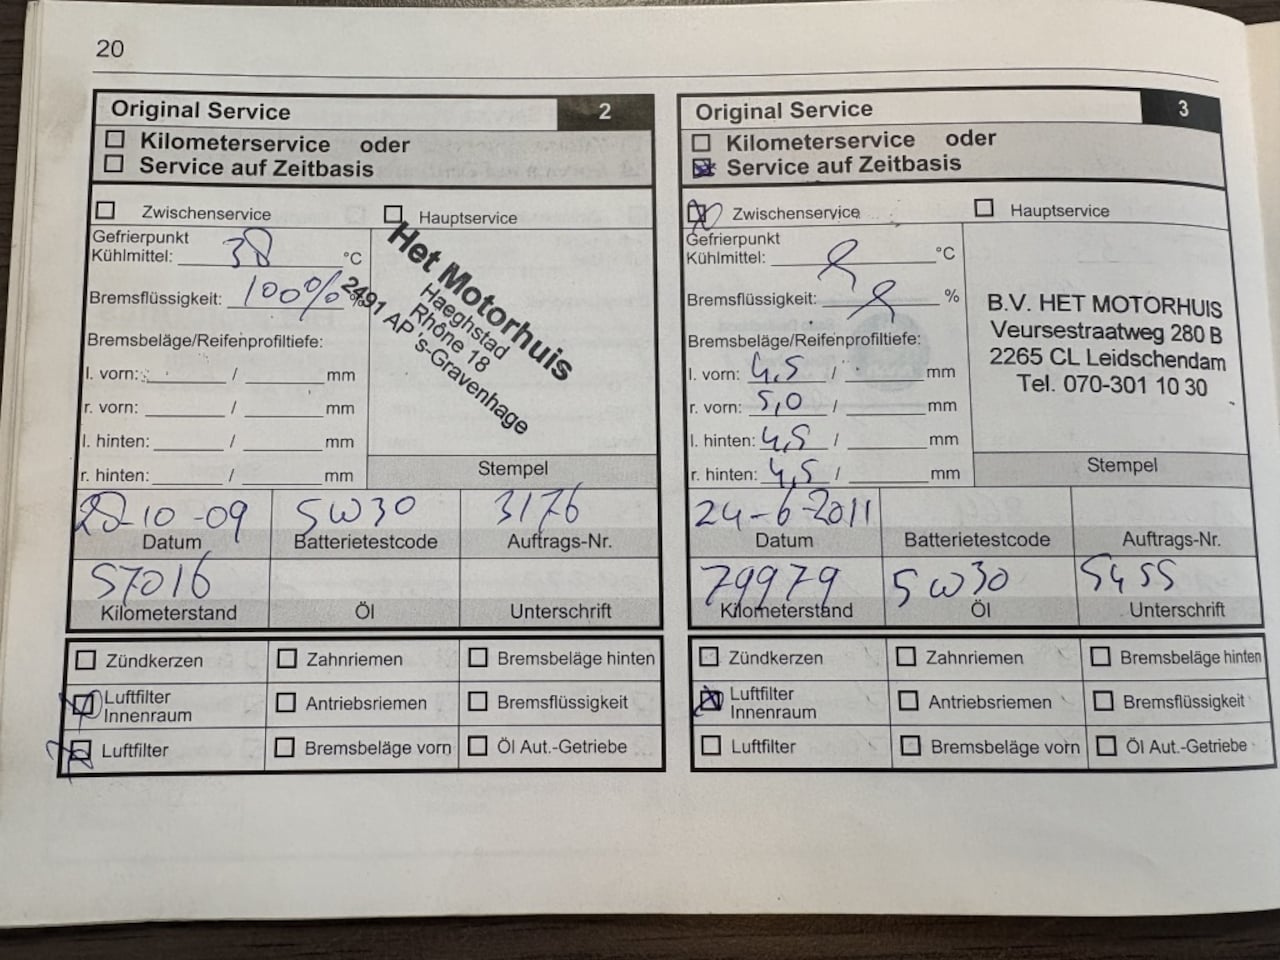 20
Original Service 2
Kilometerservice oder
Service auf Zeitbasis
Zwischenservice Hauptservice
Gefrierpunkt
Kühlmittel: 38 °C
Bremsflüssigkeit: 100% %
Bremsbeläge/Reifenprofiltiefe:
l. vorn: / mm
r. vorn: / mm
l. hinten: / mm
r. hinten: / mm
Het Motorhuis
Haeghstad
Rhône 18
2491 AP 's-Gravenhage
Stempel
-10-09 5W30 3176
Datum Batterietestcode Auftrags-Nr.
57016
Kilometerstand Öl Unterschrift
Zündkerzen Zahnriemen Bremsbeläge hinten
Luftfilter
Innenraum Antriebsriemen Bremsflüssigkeit
Luftfilter Bremsbeläge vorn Öl Aut.-Getriebe
Original Service 3
Kilometerservice oder
Service auf Zeitbasis
Zwischenservice Hauptservice
Gefrierpunkt
Kühlmittel: °C
Bremsflüssigkeit: %
Bremsbeläge/Reifenprofiltiefe:
l. vorn: 4,5 / mm
r. vorn: 5,0 / mm
l. hinten: 4,5 / mm
r. hinten: 4,5 / mm
B.V. HET MOTORHUIS
Veursestraatweg 280 B
2265 CL Leidschendam
Tel. 070-301 10 30
Stempel
24-6-2011
Datum Batterietestcode Auftrags-Nr.
79979 5W30 5455
Kilometerstand Öl Unterschrift
Zündkerzen Zahnriemen Bremsbeläge hinten
Luftfilter
Innenraum Antriebsriemen Bremsflüssigkeit
Luftfilter Bremsbeläge vorn Öl Aut.-Getriebe